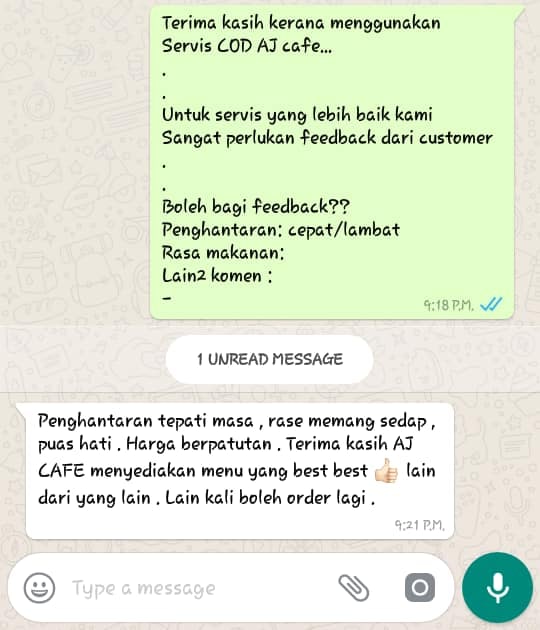 Terima kasih kerana menggunakan
Servis COD AJ cafe...
.
.
Untuk servis yang lebih baik kami
Sangat perlukan feedback dari customer
.
.
Boleh bagi feedback??
Penghantaran: cepat/lambat
Rasa makanan:
Lain2 komen :
-
9:18 P.M.
1 UNREAD MESSAGE
Penghantaran tepati masa , rase memang sedap ,
puas hati . Harga berpatutan . Terima kasih AJ
CAFE menyediakan menu yang best best 👍🏻 lain
dari yang lain . Lain kali boleh order lagi .
9:21 P.M.
Type a message